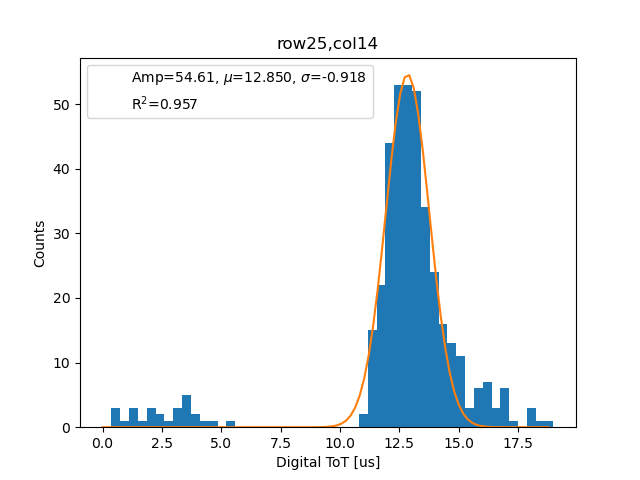 row25,col14
Amp=54.61, μ=12.850, σ=-0.918
R²=0.957
50
40
30
20
10
0
Counts
0.0 2.5 5.0 7.5 10.0 12.5 15.0 17.5
Digital ToT [us]